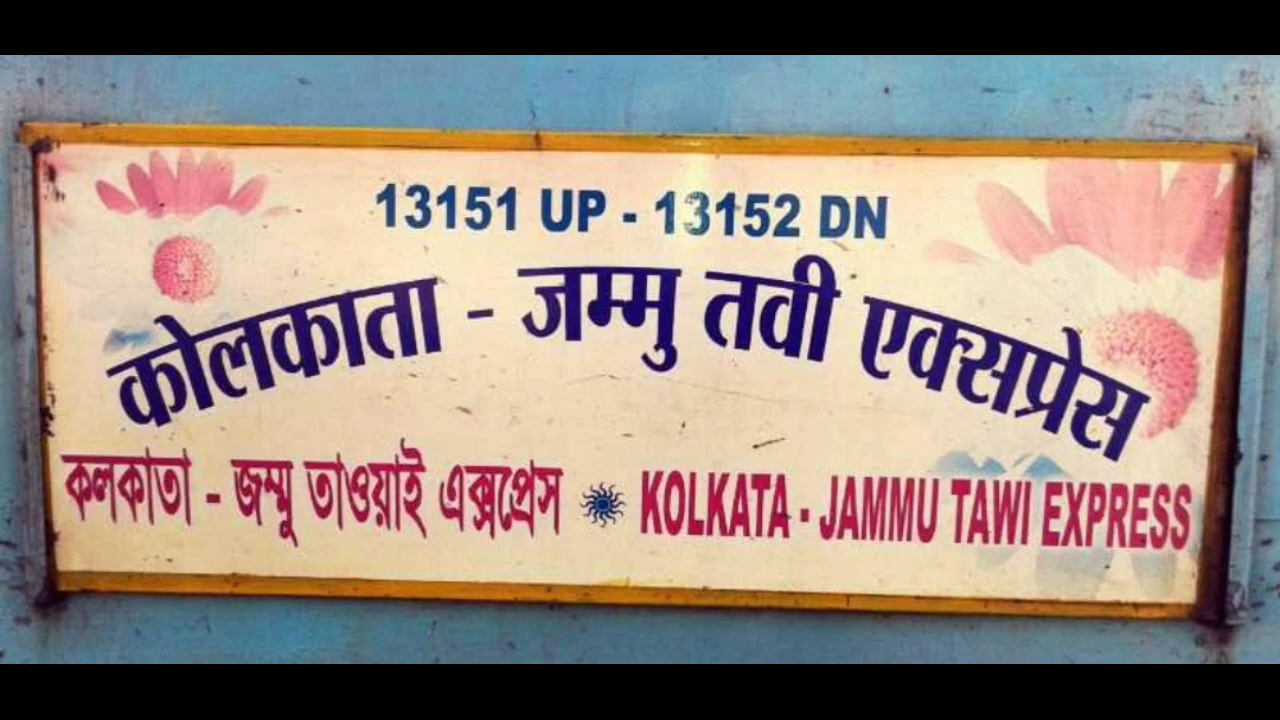 13151 UP - 13152 DN
कोलकाता - जम्मु तवी एक्सप्रेस
কলকাতা - জম্মু তাওয়াই এক্সপ্রেস KOLKATA - JAMMU TAWI EXPRESS